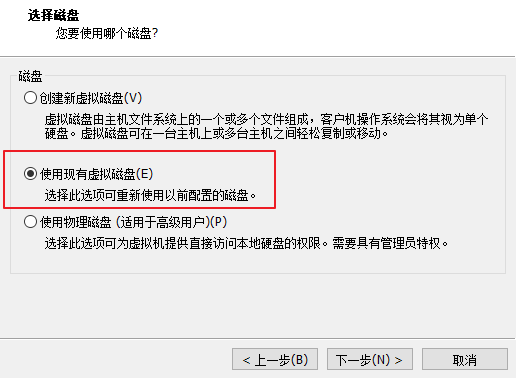 选择磁盘
您要使用哪个磁盘?
磁盘
创建新虚拟磁盘(V)
虚拟磁盘由主机文件系统上的一个或多个文件组成，客户机操作系统会将其视为单个
硬盘。虚拟磁盘可在一台主机上或多台主机之间轻松复制或移动。
使用现有虚拟磁盘(E)
选择此选项可重新使用以前配置的磁盘。
使用物理磁盘 (适用于高级用户)(P)
选择此选项可为虚拟机提供直接访问本地硬盘的权限。需要具有管理员特权。
< 上一步(B) 下一步(N) > 取消